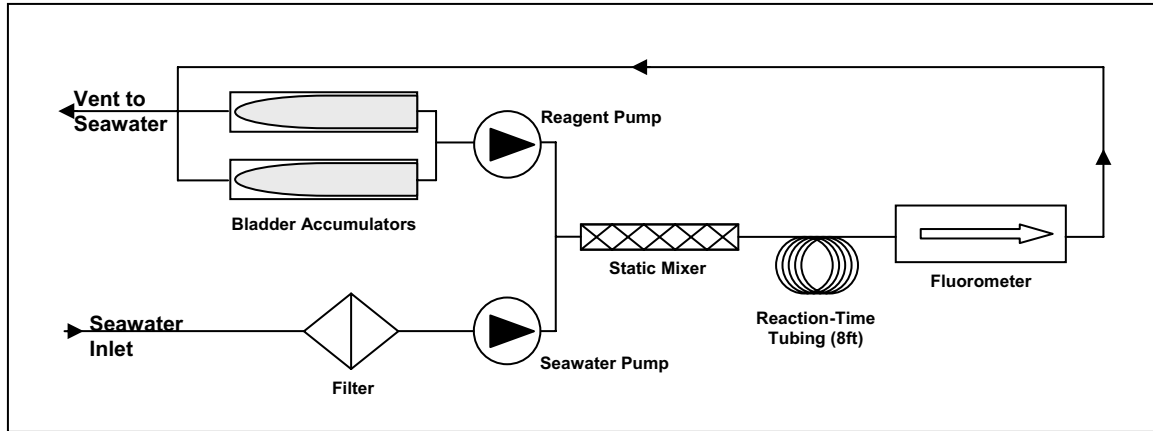 Vent to
Seawater
Reagent Pump
Bladder Accumulators
Static Mixer
Fluorometer
Reaction-Time
Tubing (8ft)
Seawater
Inlet
Filter
Seawater Pump